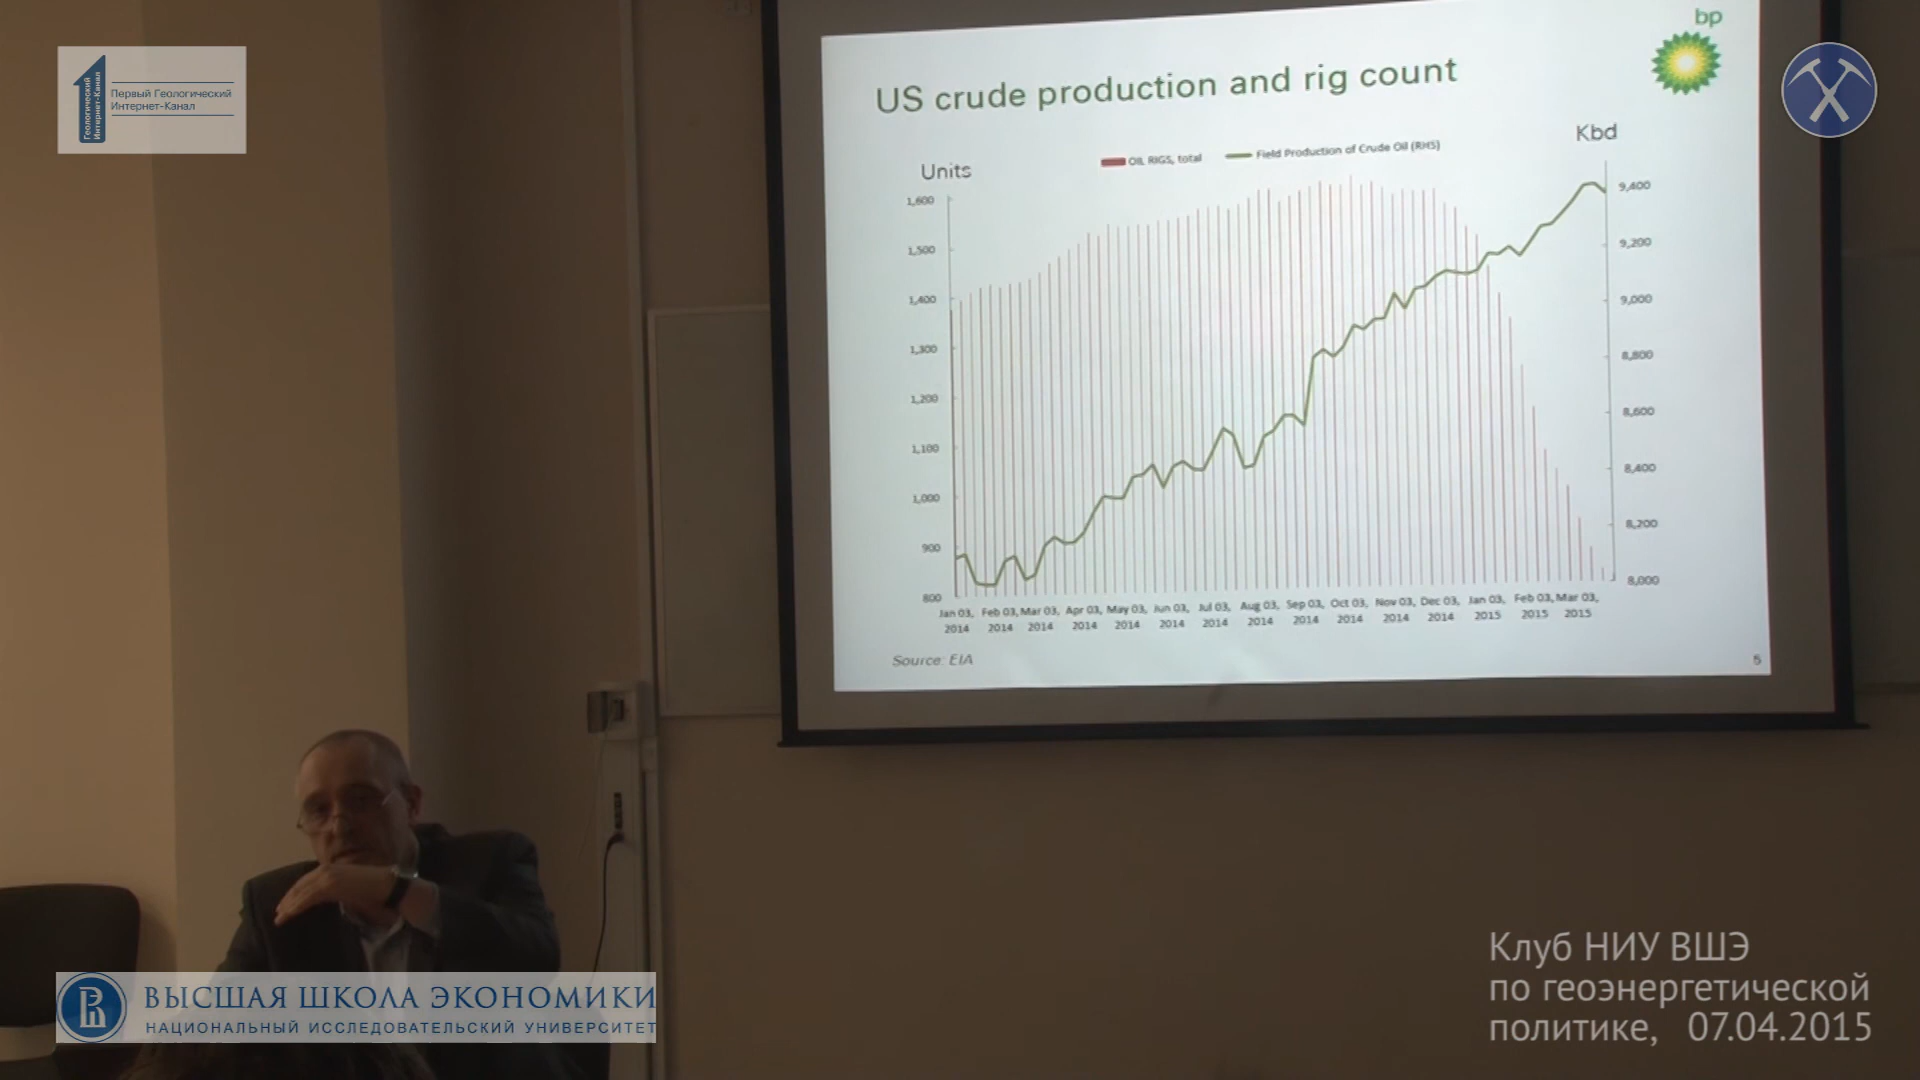 Геологический
Интернет-Канал
Первый Геологический
Интернет-Канал
bp
US crude production and rig count
Units
Kbd
OIL RIGS, total
Field Production of Crude Oil (RHS)
1,600
1,500
1,400
1,300
1,200
1,100
1,000
900
800
9,400
9,200
9,000
8,800
8,600
8,400
8,200
8,000
Jan 03, Feb 03, Mar 03, Apr 03, May 03, Jun 03, Jul 03, Aug 03, Sep 03, Oct 03, Nov 03, Dec 03, Jan 03, Feb 03, Mar 03,
2014 2014 2014 2014 2014 2014 2014 2014 2014 2014 2014 2014 2015 2015 2015
Source: EIA
5
ВЫСШАЯ ШКОЛА ЭКОНОМИКИ
НАЦИОНАЛЬНЫЙ ИССЛЕДОВАТЕЛЬСКИЙ УНИВЕРСИТЕТ
Клуб НИУ ВШЭ
по геоэнергетической
политике, 07.04.2015